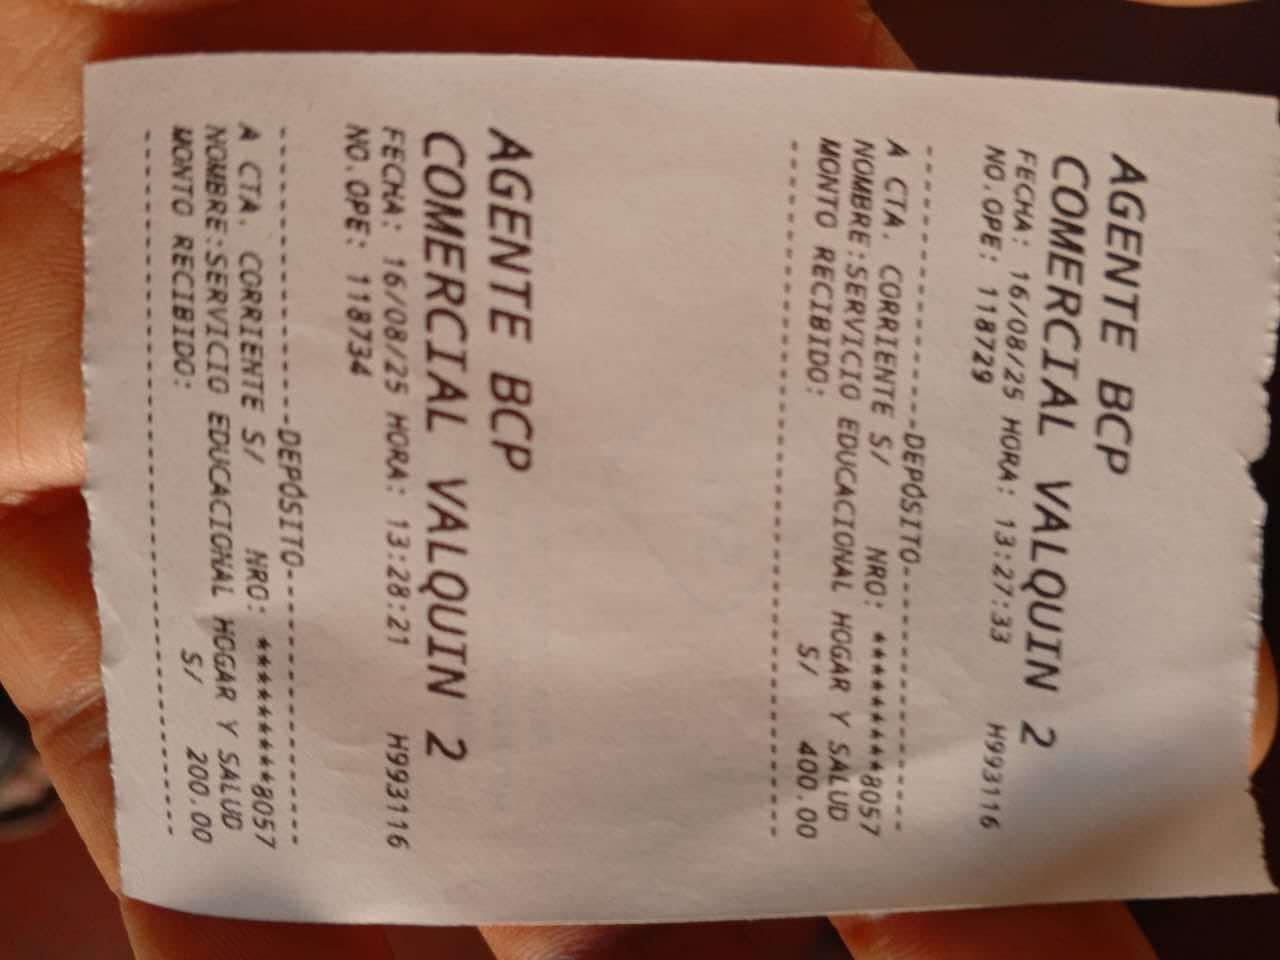 AGENTE BCP
COMERCIAL VALQUIN 2
FECHA: 16/08/25 HORA: 13:27:33 H993116
NO.OPE: 118729
--------------------DEPÓSITO--------------------
A CTA. CORRIENTE S/ NRO: *********8057
NOMBRE:SERVICIO EDUCACIONAL HOGAR Y SALUD
MONTO RECIBIDO: S/ 400.00
------------------------------------------------
AGENTE BCP
COMERCIAL VALQUIN 2
FECHA: 16/08/25 HORA: 13:28:21 H993116
NO.OPE: 118734
--------------------DEPÓSITO--------------------
A CTA. CORRIENTE S/ NRO: *********8057
NOMBRE:SERVICIO EDUCACIONAL HOGAR Y SALUD
MONTO RECIBIDO: S/ 200.00
------------------------------------------------